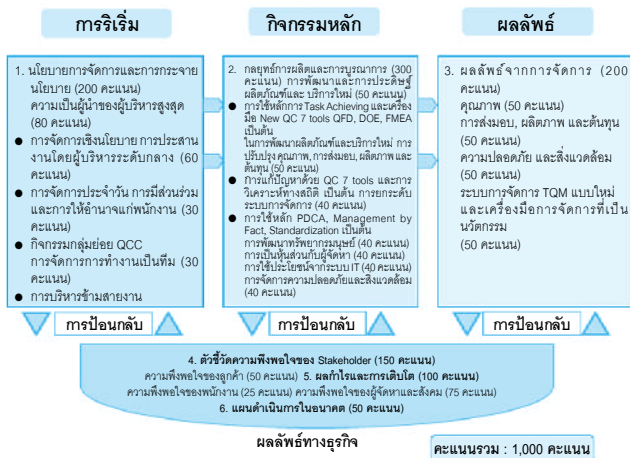 การริเริ่ม
1. นโยบายการจัดการและการกระจาย
นโยบาย (200 คะแนน)
ความเป็นผู้นำของผู้บริหารสูงสุด
(80 คะแนน)
● การจัดการเชิงนโยบาย การประสาน
งานโดยผู้บริหารระดับกลาง (60
คะแนน)
● การจัดการประจำวัน การมีส่วนร่วม
และการให้อำนาจแก่พนักงาน (30
คะแนน)
● กิจกรรมกลุ่มย่อย QCC
การจัดการการทำงานเป็นทีม (30
คะแนน)
● การบริหารข้ามสายงาน
กิจกรรมหลัก
2. กลยุทธ์การผลิตและการบูรณาการ (300
คะแนน) การพัฒนาและการประดิษฐ์
ผลิตภัณฑ์และ บริการใหม่ (50 คะแนน)
● การใช้หลักการ Task Achieving และเครื่อง
มือ New QC 7 tools QFD, DOE, FMEA
เป็นต้น
ในการพัฒนาผลิตภัณฑ์และบริการใหม่ การ
ปรับปรุง คุณภาพ, การส่งมอบ, ผลิตภาพ และ
ต้นทุน (50 คะแนน)
● การแก้ปัญหาด้วย QC 7 tools และการ
วิเคราะห์ทางสถิติ เป็นต้น การยกระดับ
ระบบการจัดการ (40 คะแนน)
● การใช้หลัก PDCA, Management by
Fact, Standardization เป็นต้น
การพัฒนาทรัพยากรมนุษย์ (40 คะแนน)
การเป็นหุ้นส่วนกับผู้จัดหา (40 คะแนน)
การใช้ประโยชน์จากระบบ IT (40 คะแนน)
การจัดการความปลอดภัยและสิ่งแวดล้อม
(40 คะแนน)
ผลลัพธ์
3. ผลลัพธ์จากการจัดการ (200
คะแนน)
คุณภาพ (50 คะแนน)
การส่งมอบ, ผลิตภาพ และต้นทุน
(50 คะแนน)
ความปลอดภัย และสิ่งแวดล้อม
(50 คะแนน)
ระบบการจัดการ TQM แบบใหม่
และเครื่องมือการจัดการที่เป็น
นวัตกรรม
(50 คะแนน)
การป้อนกลับ
การป้อนกลับ
การป้อนกลับ
4. ตัวชี้วัดความพึงพอใจของ Stakeholder (150 คะแนน)
ความพึงพอใจของลูกค้า (50 คะแนน) 5. ผลกำไรและการเติบโต (100 คะแนน)
ความพึงพอใจของพนักงาน (25 คะแนน) ความพึงพอใจของผู้จัดหาและสังคม (75 คะแนน)
6. แผนดำเนินการในอนาคต (50 คะแนน)
ผลลัพธ์ทางธุรกิจ
คะแนนรวม : 1,000 คะแนน